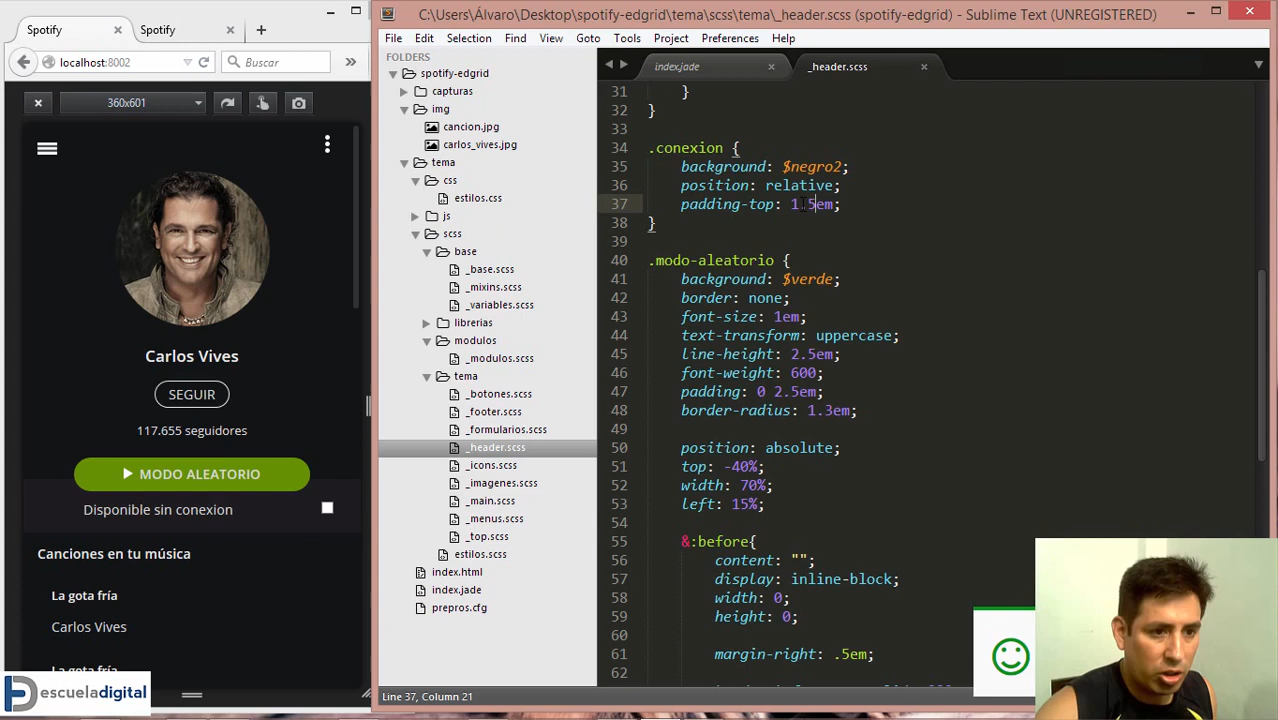 C:\Users\Álvaro\Desktop\spotify-edgrid\tema\scss\tema\_header.scss (spotify-edgrid) - Sublime Text (UNREGISTERED)
Spotify
Spotify
localhost:8002
Buscar
360x601
Carlos Vives
SEGUIR
117.655 seguidores
MODO ALEATORIO
Disponible sin conexion
Canciones en tu música
La gota fría
Carlos Vives
La gota fría
escueladigital
File Edit Selection Find View Goto Tools Project Preferences Help
FOLDERS
spotify-edgrid
capturas
img
cancion.jpg
carlos_vives.jpg
tema
css
estilos.css
js
scss
base
_base.scss
_mixins.scss
_variables.scss
librerias
modulos
_modulos.scss
tema
_botones.scss
_footer.scss
_formularios.scss
_header.scss
_icons.scss
_imagenes.scss
_main.scss
_menus.scss
_top.scss
estilos.scss
index.html
index.jade
prepros.cfg
index.jade
_header.scss
31 }
32 }
33
34 .conexion {
35 background: $negro2;
36 position: relative;
37 padding-top: 1.5em;
38 }
39
40 .modo-aleatorio {
41 background: $verde;
42 border: none;
43 font-size: 1em;
44 text-transform: uppercase;
45 line-height: 2.5em;
46 font-weight: 600;
47 padding: 0 2.5em;
48 border-radius: 1.3em;
49
50 position: absolute;
51 top: -40%;
52 width: 70%;
53 left: 15%;
54
55 &:before{
56 content: "";
57 display: inline-block;
58 width: 0;
59 height: 0;
60
61 margin-right: .5em;
62
Line 37, Column 21